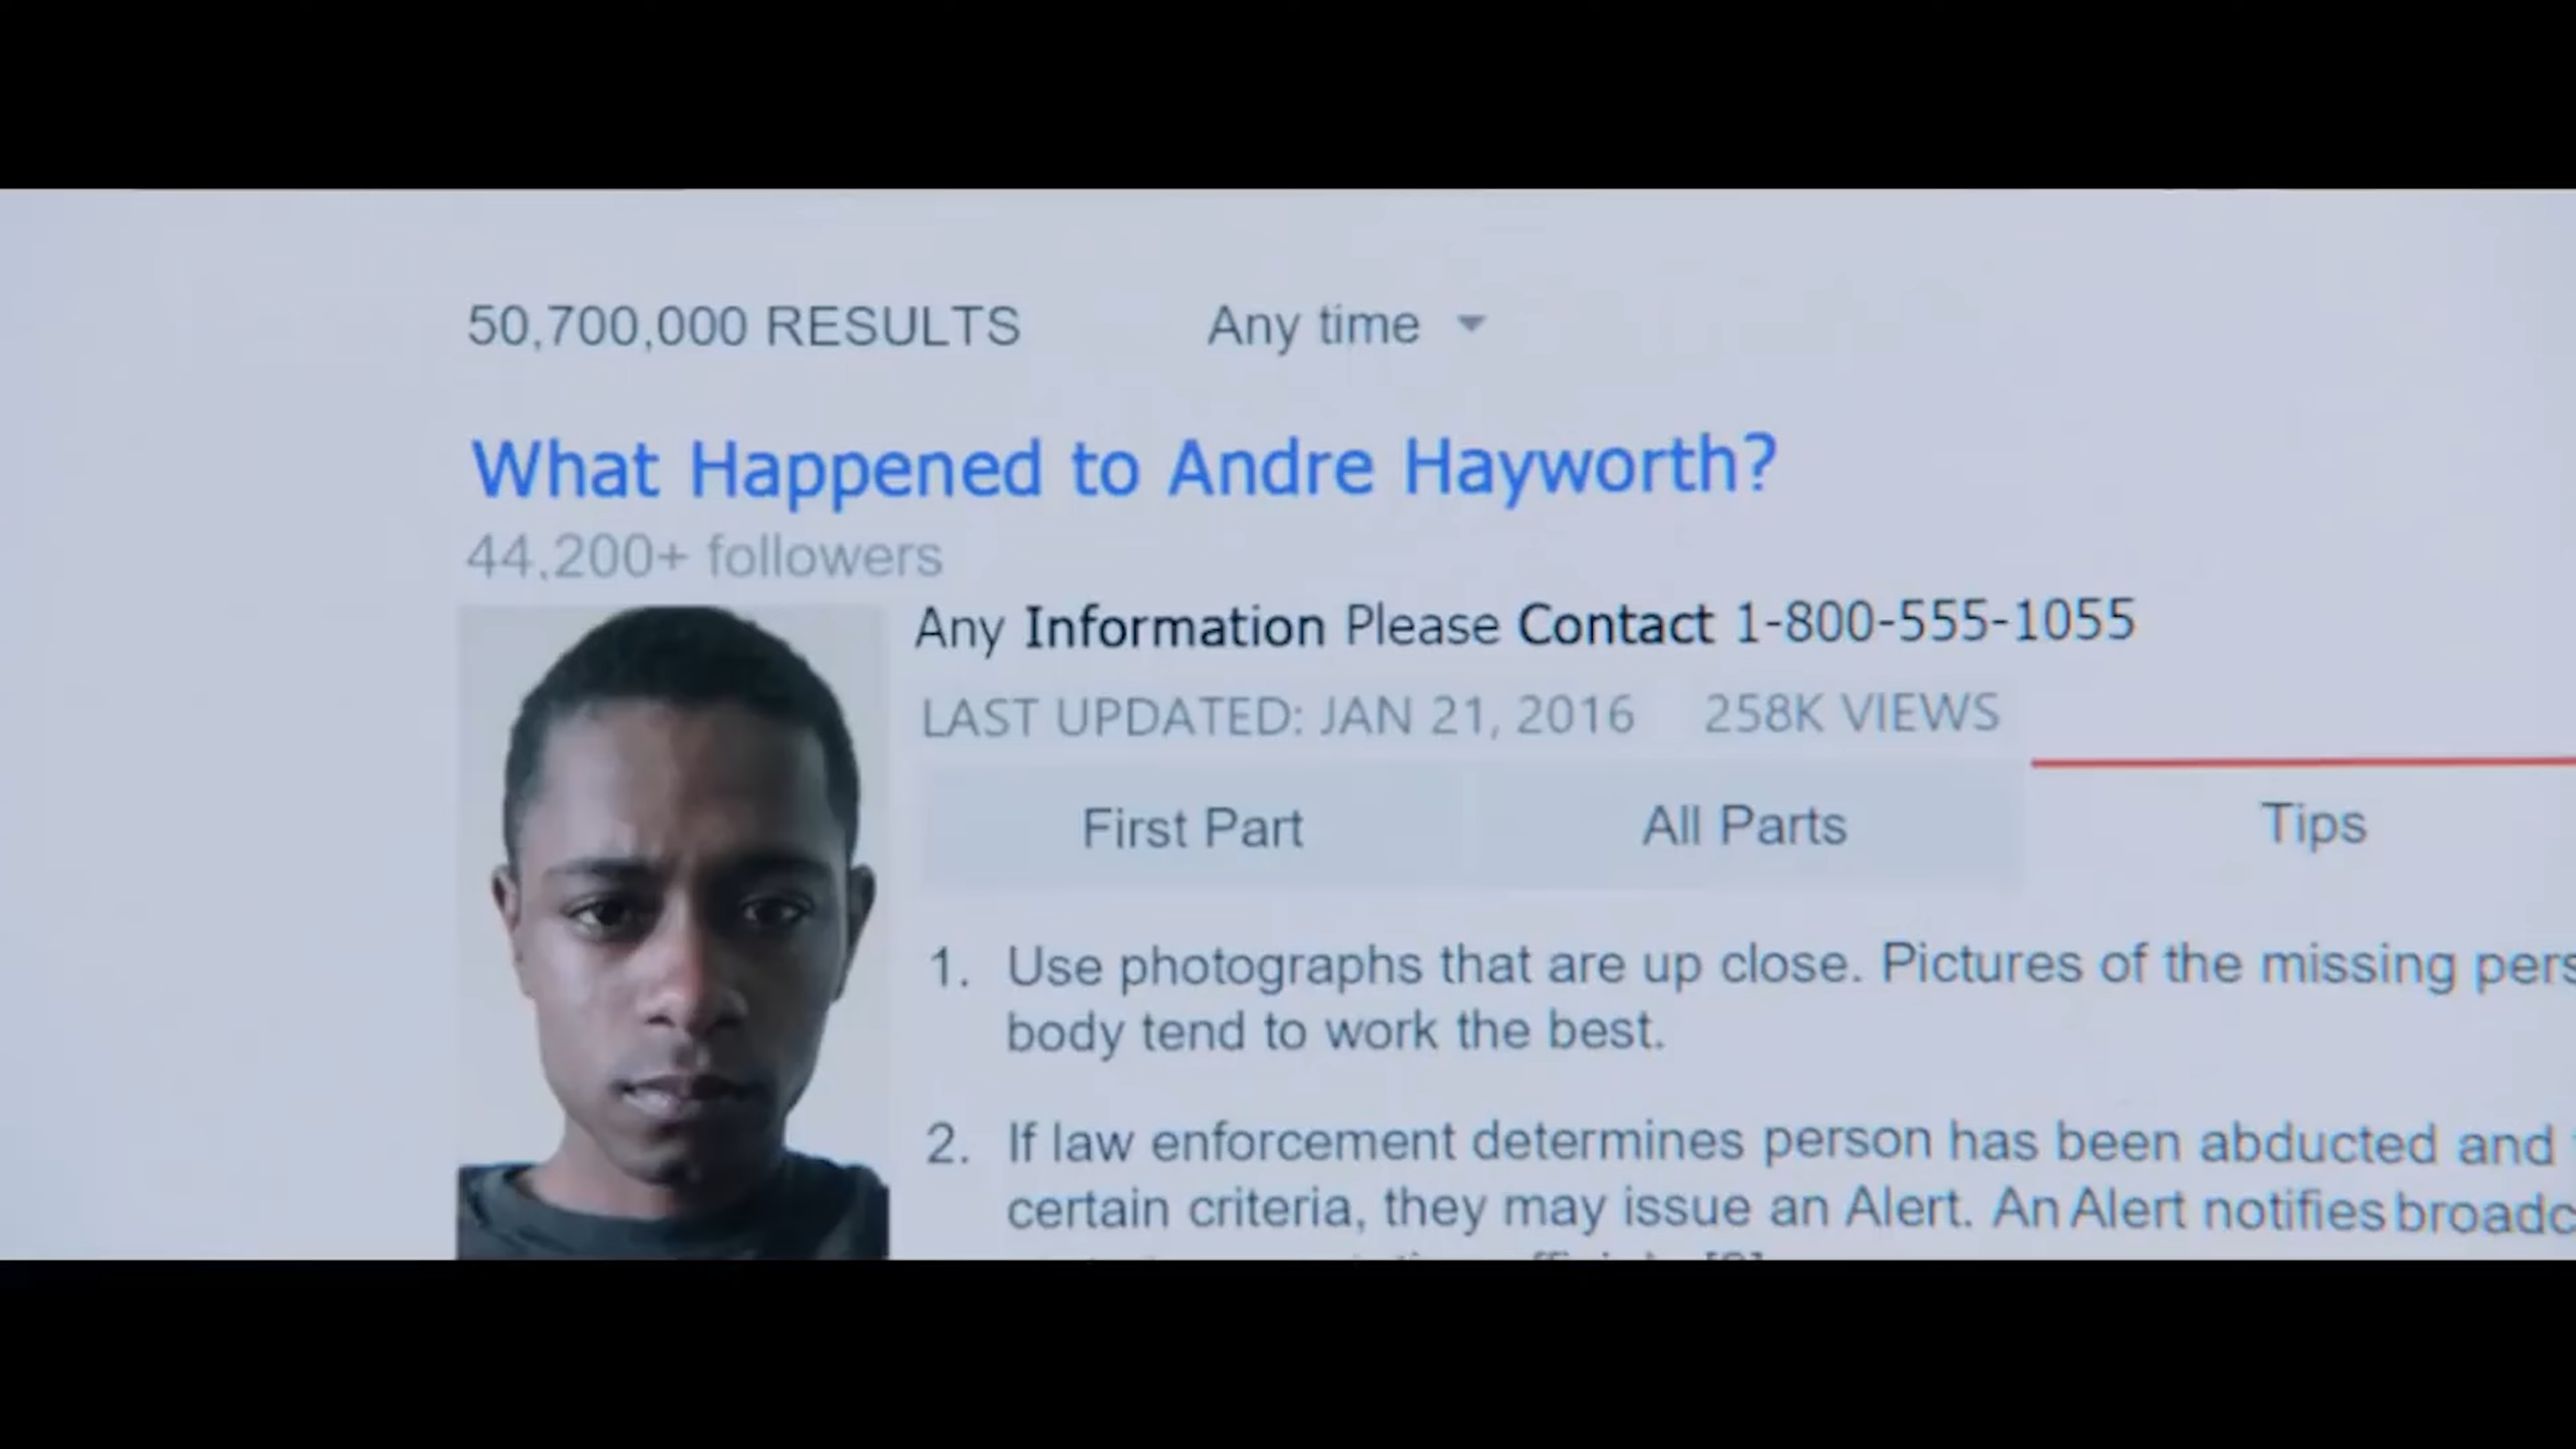 50,700,000 RESULTS Any time
What Happened to Andre Hayworth?
44,200+ followers
Any Information Please Contact 1-800-555-1055
LAST UPDATED: JAN 21, 2016 258K VIEWS
First Part All Parts Tips
1. Use photographs that are up close. Pictures of the missing pers
body tend to work the best.
2. If law enforcement determines person has been abducted and
certain criteria, they may issue an Alert. An Alert notifies broadc